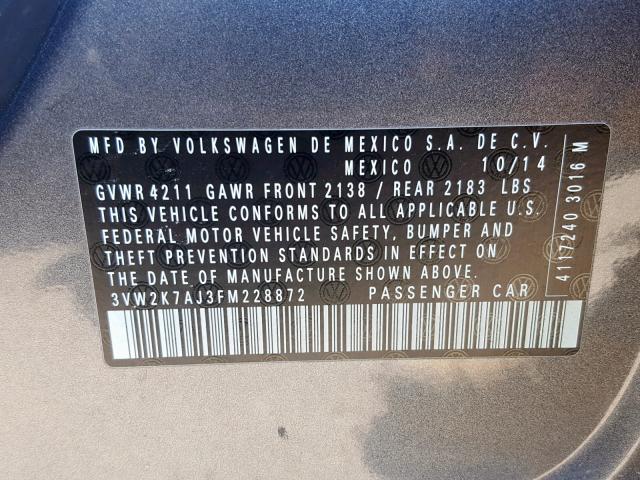 MFD BY VOLKSWAGEN DE MEXICO S.A. DE C.V.
MEXICO 10/14
GVWR 4211 GAWR FRONT 2138 / REAR 2183 LBS
THIS VEHICLE CONFORMS TO ALL APPLICABLE U.S.
FEDERAL MOTOR VEHICLE SAFETY, BUMPER AND
THEFT PREVENTION STANDARDS IN EFFECT ON
THE DATE OF MANUFACTURE SHOWN ABOVE.
3VW2K7AJ3FM228872 PASSENGER CAR
4117240 3016 M